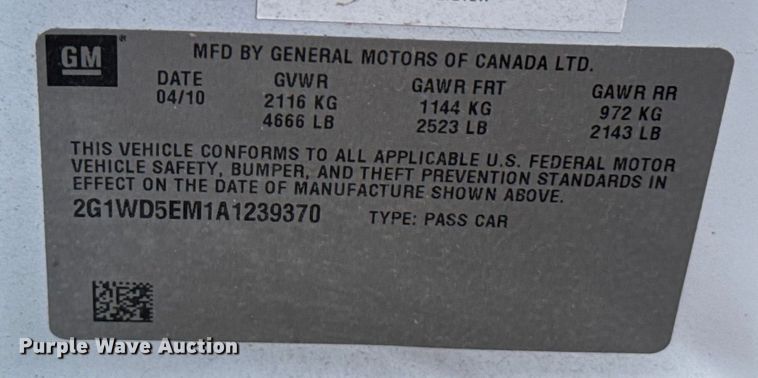 GM
MFD BY GENERAL MOTORS OF CANADA LTD.
DATE GVWR GAWR FRT GAWR RR
04/10 2116 KG 1144 KG 972 KG
4666 LB 2523 LB 2143 LB
THIS VEHICLE CONFORMS TO ALL APPLICABLE U.S. FEDERAL MOTOR
VEHICLE SAFETY, BUMPER, AND THEFT PREVENTION STANDARDS IN
EFFECT ON THE DATE OF MANUFACTURE SHOWN ABOVE.
2G1WD5EM1A1239370 TYPE: PASS CAR
Purple Wave Auction